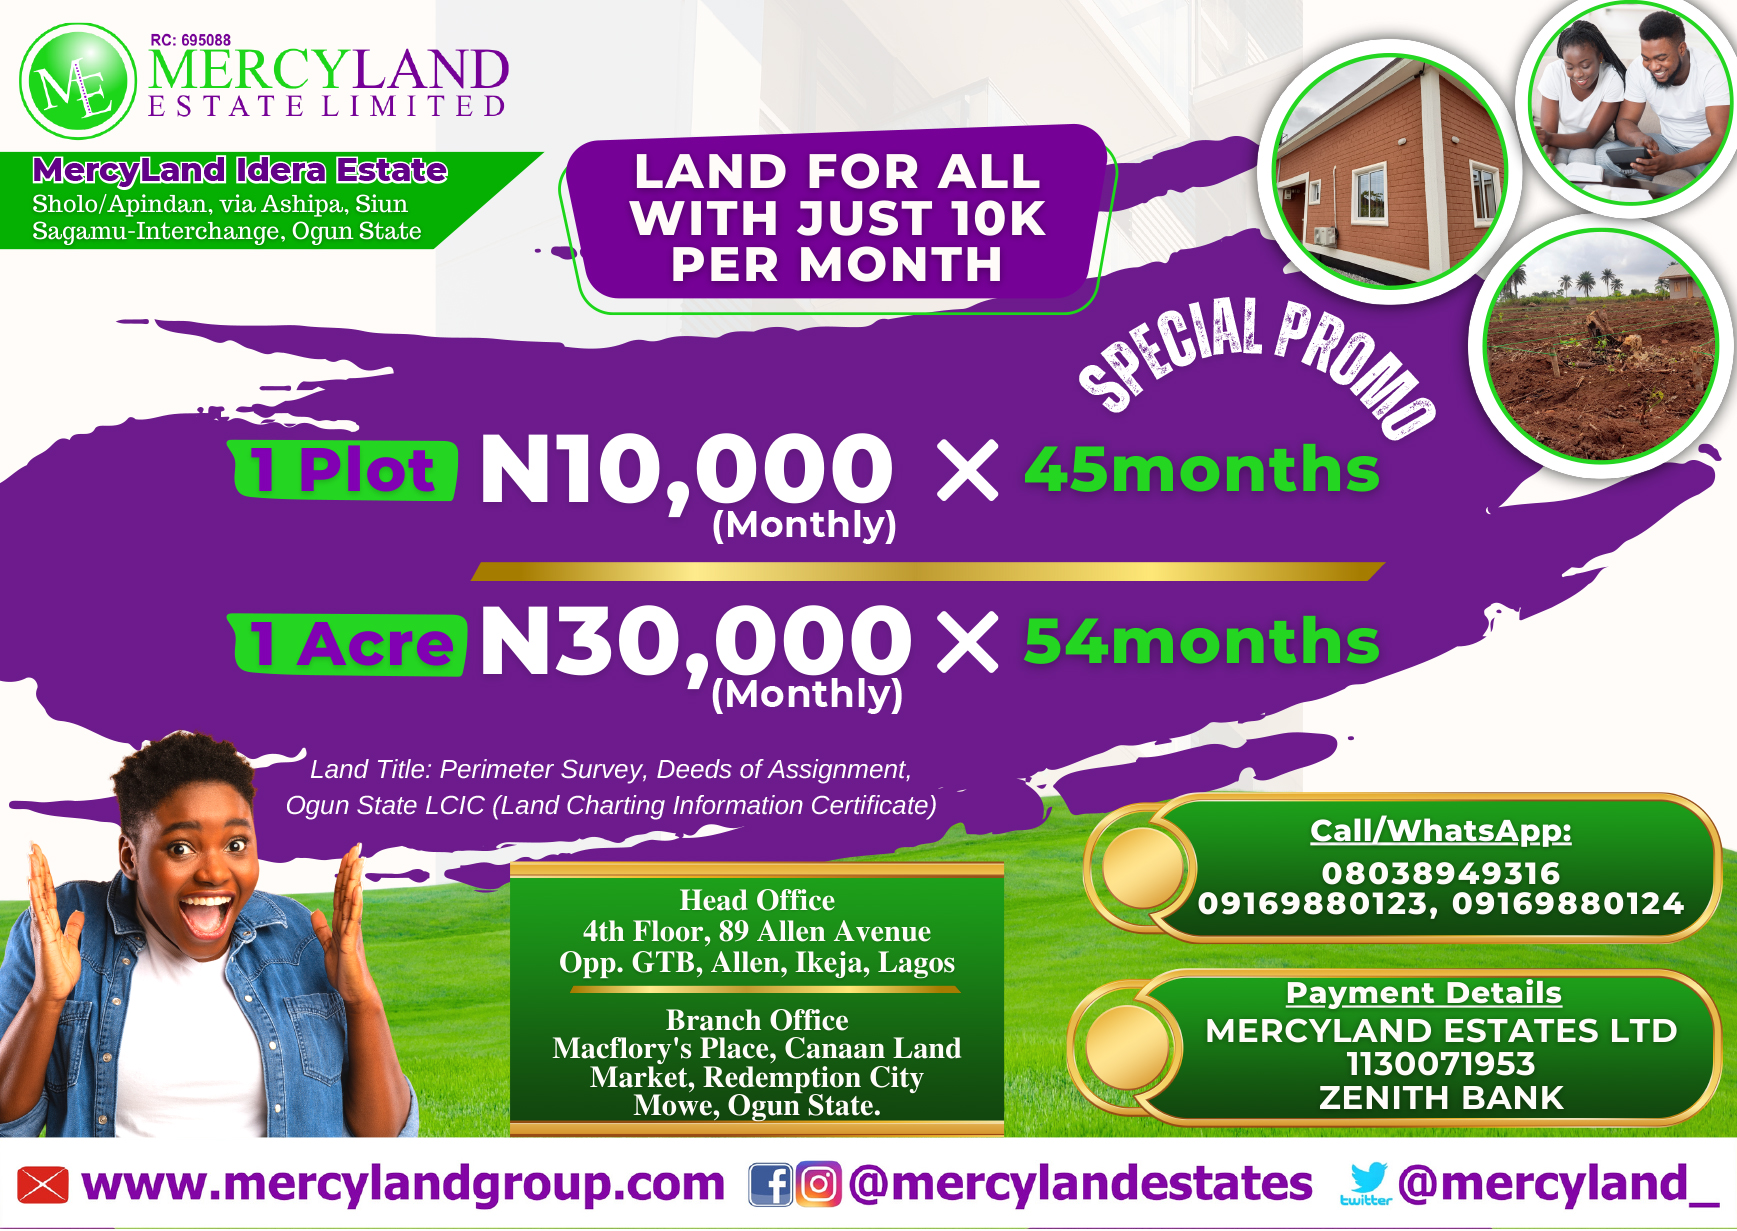 RC: 695088
MERCYLAND
ESTATE LIMITED
MercyLand Idera Estate
Sholo/Apindan, via Ashipa, Siun
Sagamu-Interchange, Ogun State
LAND FOR ALL
WITH JUST 10K
PER MONTH
SPECIAL PROMO
1 Plot N10,000 × 45months
(Monthly)
1 Acre N30,000 × 54months
(Monthly)
Land Title: Perimeter Survey, Deeds of Assignment,
Ogun State LCIC (Land Charting Information Certificate)
Head Office
4th Floor, 89 Allen Avenue
Opp. GTB, Allen, Ikeja, Lagos
Branch Office
Macflory's Place, Canaan Land
Market, Redemption City
Mowe, Ogun State.
Call/WhatsApp:
08038949316
09169880123, 09169880124
Payment Details
MERCYLAND ESTATES LTD
1130071953
ZENITH BANK
www.mercylandgroup.com @mercylandestates twitter @mercyland_